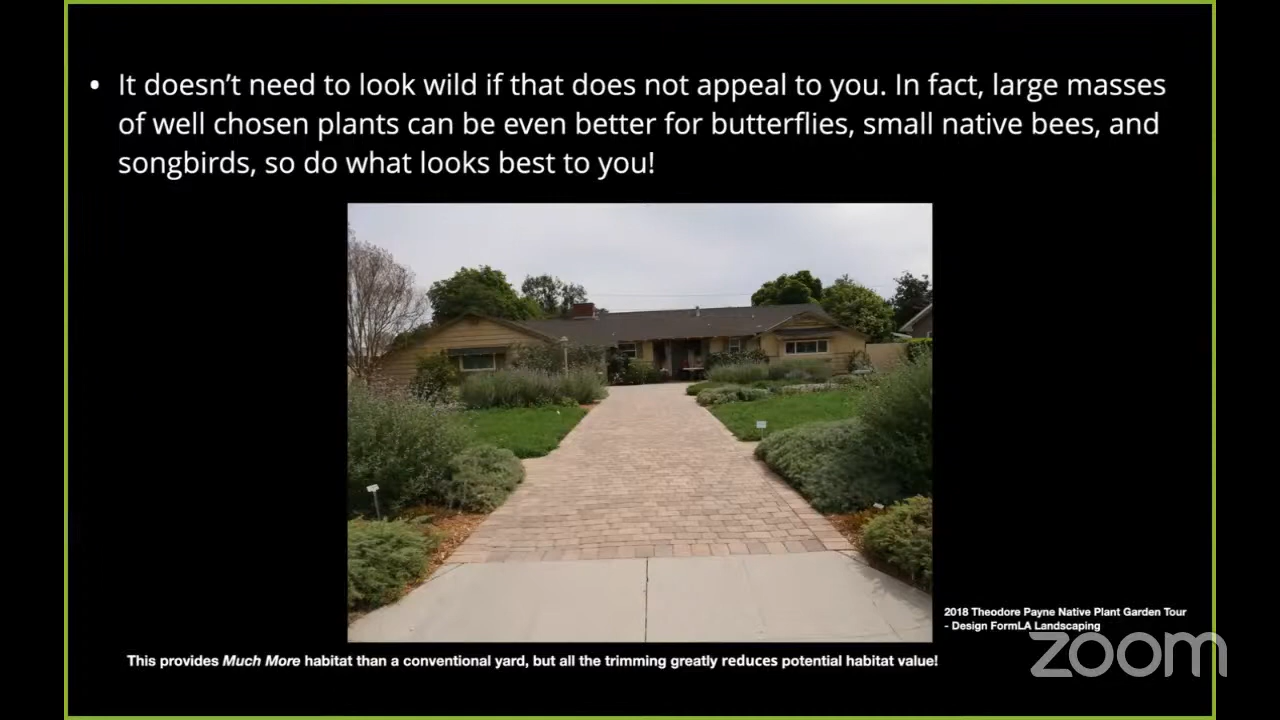 • It doesn’t need to look wild if that does not appeal to you. In fact, large masses
of well chosen plants can be even better for butterflies, small native bees, and
songbirds, so do what looks best to you!
2018 Theodore Payne Native Plant Garden Tour
- Design FormLA Landscaping
This provides Much More habitat than a conventional yard, but all the trimming greatly reduces potential habitat value!
zoom